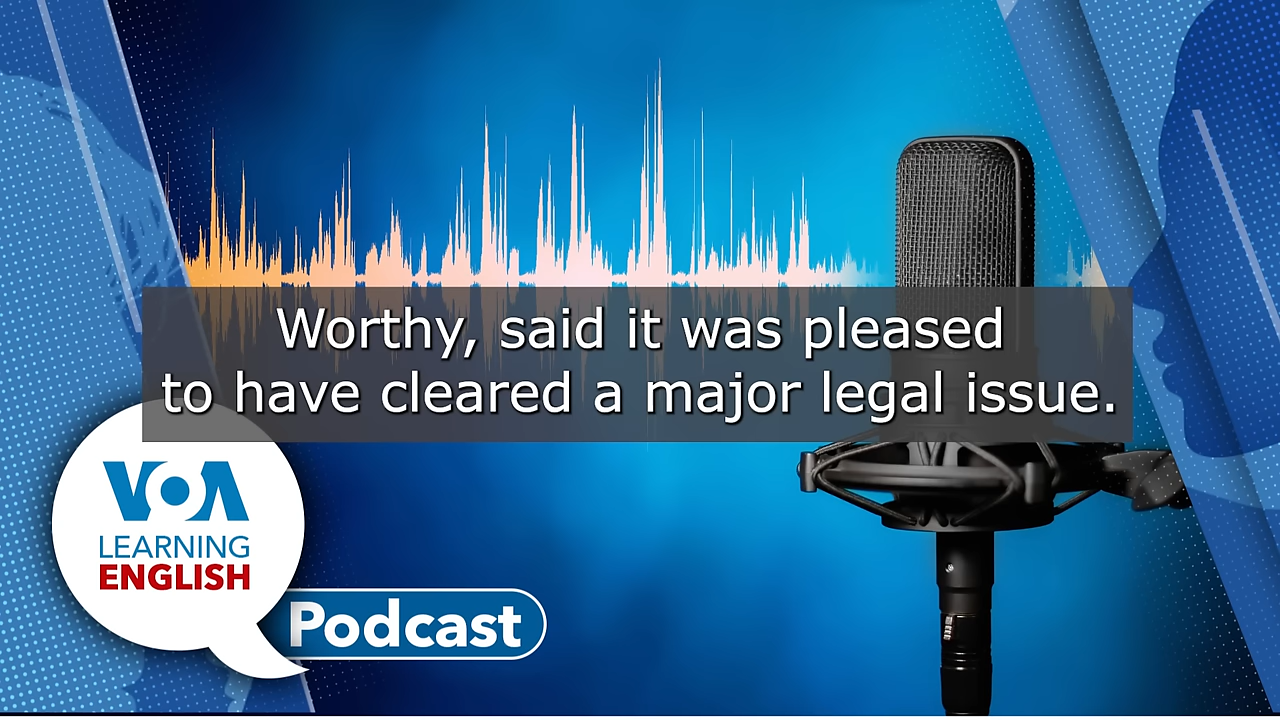 Worthy, said it was pleased
to have cleared a major legal issue.
VOA
LEARNING
ENGLISH
Podcast